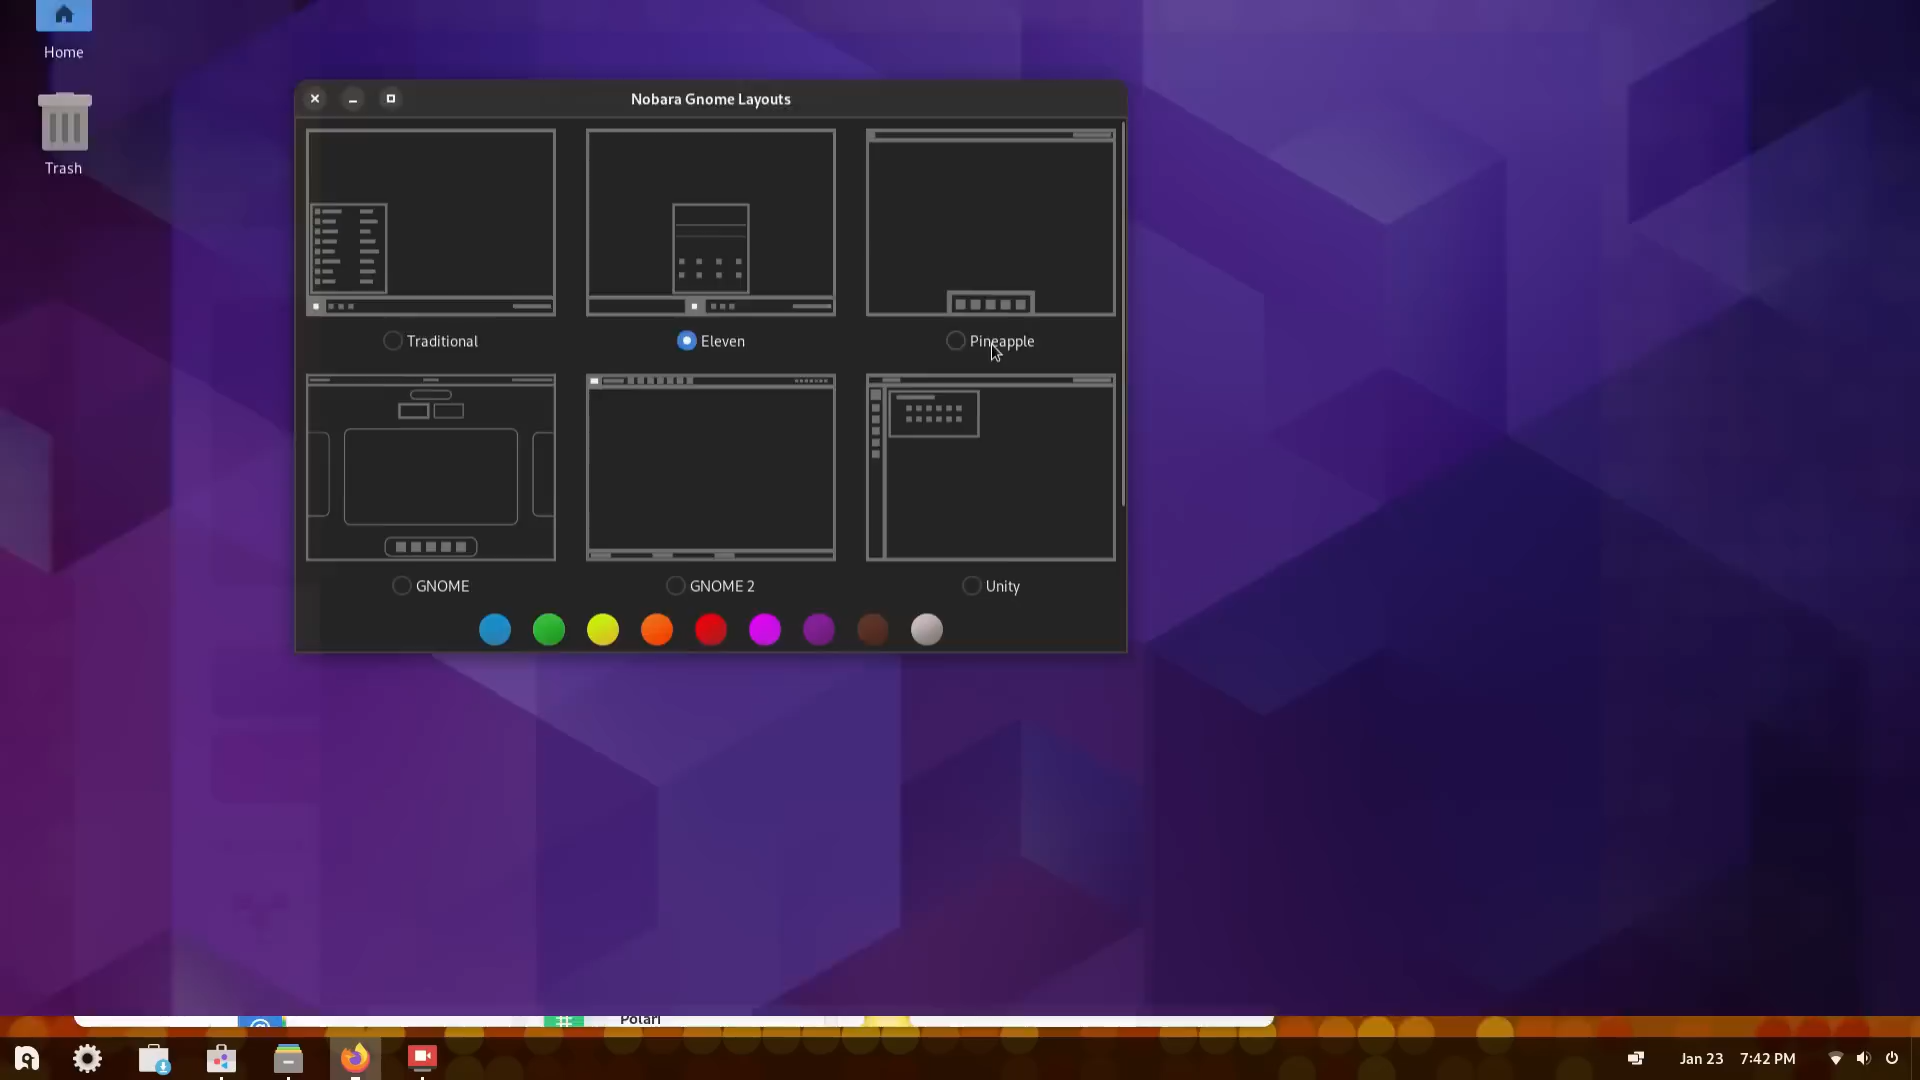 Home
Trash
Nobara Gnome Layouts
Traditional
Eleven
Pineapple
GNOME
GNOME 2
Unity
Polari
Jan 23 7:42 PM